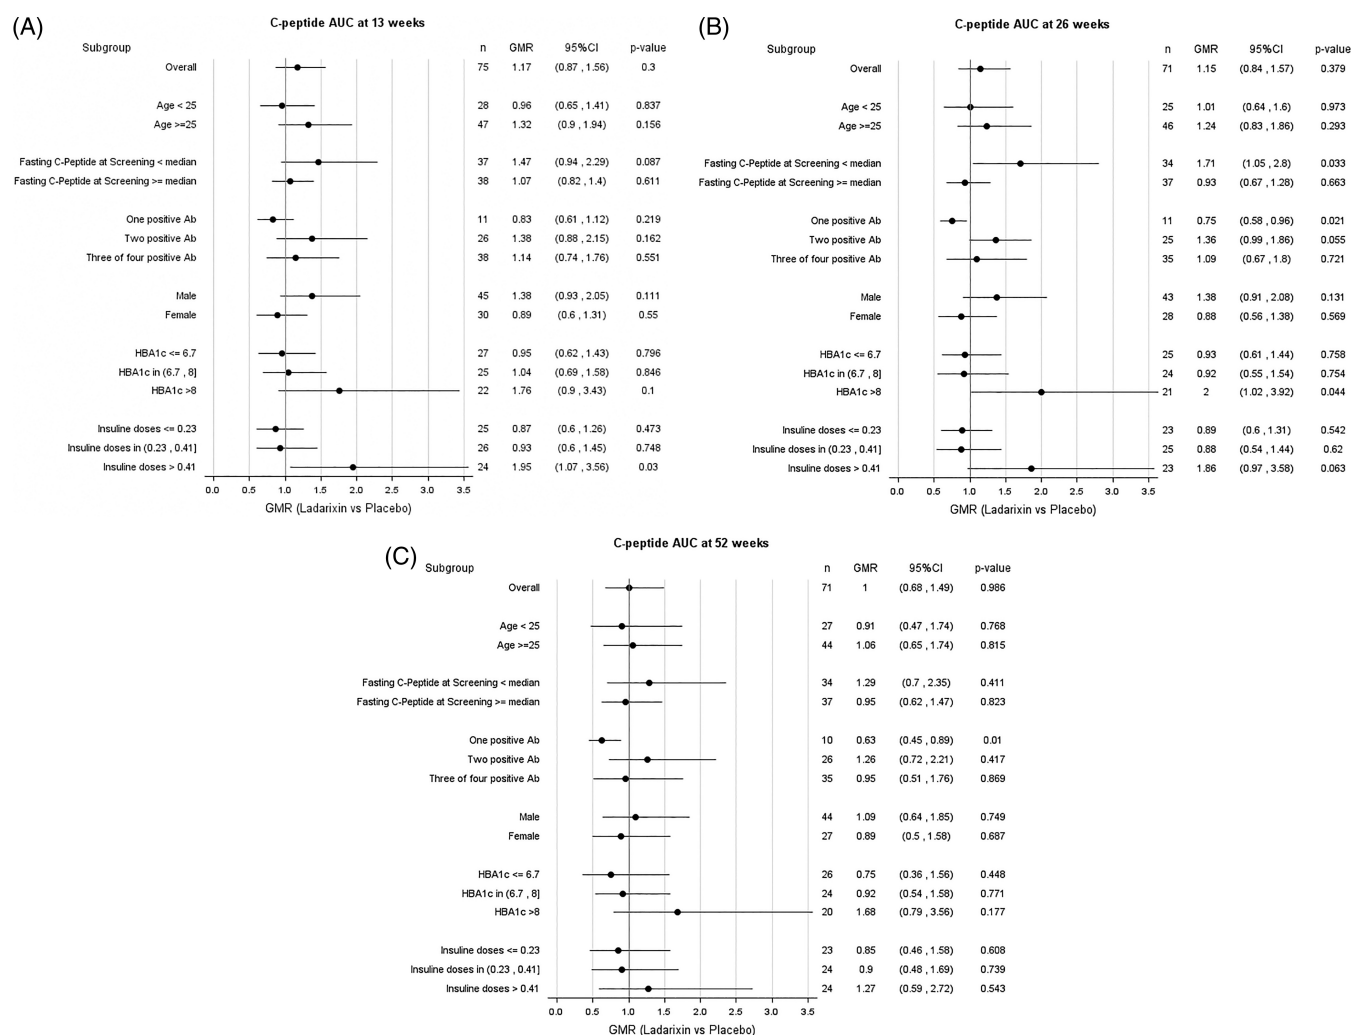 (A)
C-peptide AUC at 13 weeks
Subgroup n GMR 95%CI p-value
Overall 75 1.17 (0.87 , 1.56) 0.3
Age < 25 28 0.96 (0.65 , 1.41) 0.837
Age >=25 47 1.32 (0.9 , 1.94) 0.156
Fasting C-Peptide at Screening < median 37 1.47 (0.94 , 2.29) 0.087
Fasting C-Peptide at Screening >= median 38 1.07 (0.82 , 1.4) 0.611
One positive Ab 11 0.83 (0.61 , 1.12) 0.219
Two positive Ab 26 1.38 (0.88 , 2.15) 0.162
Three of four positive Ab 38 1.14 (0.74 , 1.76) 0.551
Male 45 1.38 (0.93 , 2.05) 0.111
Female 30 0.89 (0.6 , 1.31) 0.55
HBA1c <= 6.7 27 0.95 (0.62 , 1.43) 0.796
HBA1c in (6.7 , 8] 25 1.04 (0.69 , 1.58) 0.846
HBA1c >8 22 1.76 (0.9 , 3.43) 0.1
Insuline doses <= 0.23 25 0.87 (0.6 , 1.26) 0.473
Insuline doses in (0.23 , 0.41] 26 0.93 (0.6 , 1.45) 0.748
Insuline doses > 0.41 24 1.95 (1.07 , 3.56) 0.03
0.0 0.5 1.0 1.5 2.0 2.5 3.0 3.5
GMR (Ladarixin vs Placebo)
(B)
C-peptide AUC at 26 weeks
Subgroup n GMR 95%CI p-value
Overall 71 1.15 (0.84 , 1.57) 0.379
Age < 25 25 1.01 (0.64 , 1.6) 0.973
Age >=25 46 1.24 (0.83 , 1.86) 0.293
Fasting C-Peptide at Screening < median 34 1.71 (1.05 , 2.8) 0.033
Fasting C-Peptide at Screening >= median 37 0.93 (0.67 , 1.28) 0.663
One positive Ab 11 0.75 (0.58 , 0.96) 0.021
Two positive Ab 25 1.36 (0.99 , 1.86) 0.055
Three of four positive Ab 35 1.09 (0.67 , 1.8) 0.721
Male 43 1.38 (0.91 , 2.08) 0.131
Female 28 0.88 (0.56 , 1.38) 0.569
HBA1c <= 6.7 25 0.93 (0.61 , 1.44) 0.758
HBA1c in (6.7 , 8] 24 0.92 (0.55 , 1.54) 0.754
HBA1c >8 21 2 (1.02 , 3.92) 0.044
Insuline doses <= 0.23 23 0.89 (0.6 , 1.31) 0.542
Insuline doses in (0.23 , 0.41] 25 0.88 (0.54 , 1.44) 0.62
Insuline doses > 0.41 23 1.86 (0.97 , 3.58) 0.063
0.0 0.5 1.0 1.5 2.0 2.5 3.0 3.5
GMR (Ladarixin vs Placebo)
(C)
C-peptide AUC at 52 weeks
Subgroup n GMR 95%CI p-value
Overall 71 1 (0.68 , 1.49) 0.986
Age < 25 27 0.91 (0.47 , 1.74) 0.768
Age >=25 44 1.06 (0.65 , 1.74) 0.815
Fasting C-Peptide at Screening < median 34 1.29 (0.7 , 2.35) 0.411
Fasting C-Peptide at Screening >= median 37 0.95 (0.62 , 1.47) 0.823
One positive Ab 10 0.63 (0.45 , 0.89) 0.01
Two positive Ab 26 1.26 (0.72 , 2.21) 0.417
Three of four positive Ab 35 0.95 (0.51 , 1.76) 0.869
Male 44 1.09 (0.64 , 1.85) 0.749
Female 27 0.89 (0.5 , 1.58) 0.687
HBA1c <= 6.7 26 0.75 (0.36 , 1.56) 0.448
HBA1c in (6.7 , 8] 24 0.92 (0.54 , 1.58) 0.771
HBA1c >8 20 1.68 (0.79 , 3.56) 0.177
Insuline doses <= 0.23 23 0.85 (0.46 , 1.58) 0.608
Insuline doses in (0.23 , 0.41] 24 0.9 (0.48 , 1.69) 0.739
Insuline doses > 0.41 24 1.27 (0.59 , 2.72) 0.543
0.0 0.5 1.0 1.5 2.0 2.5 3.0 3.5
GMR (Ladarixin vs Placebo)